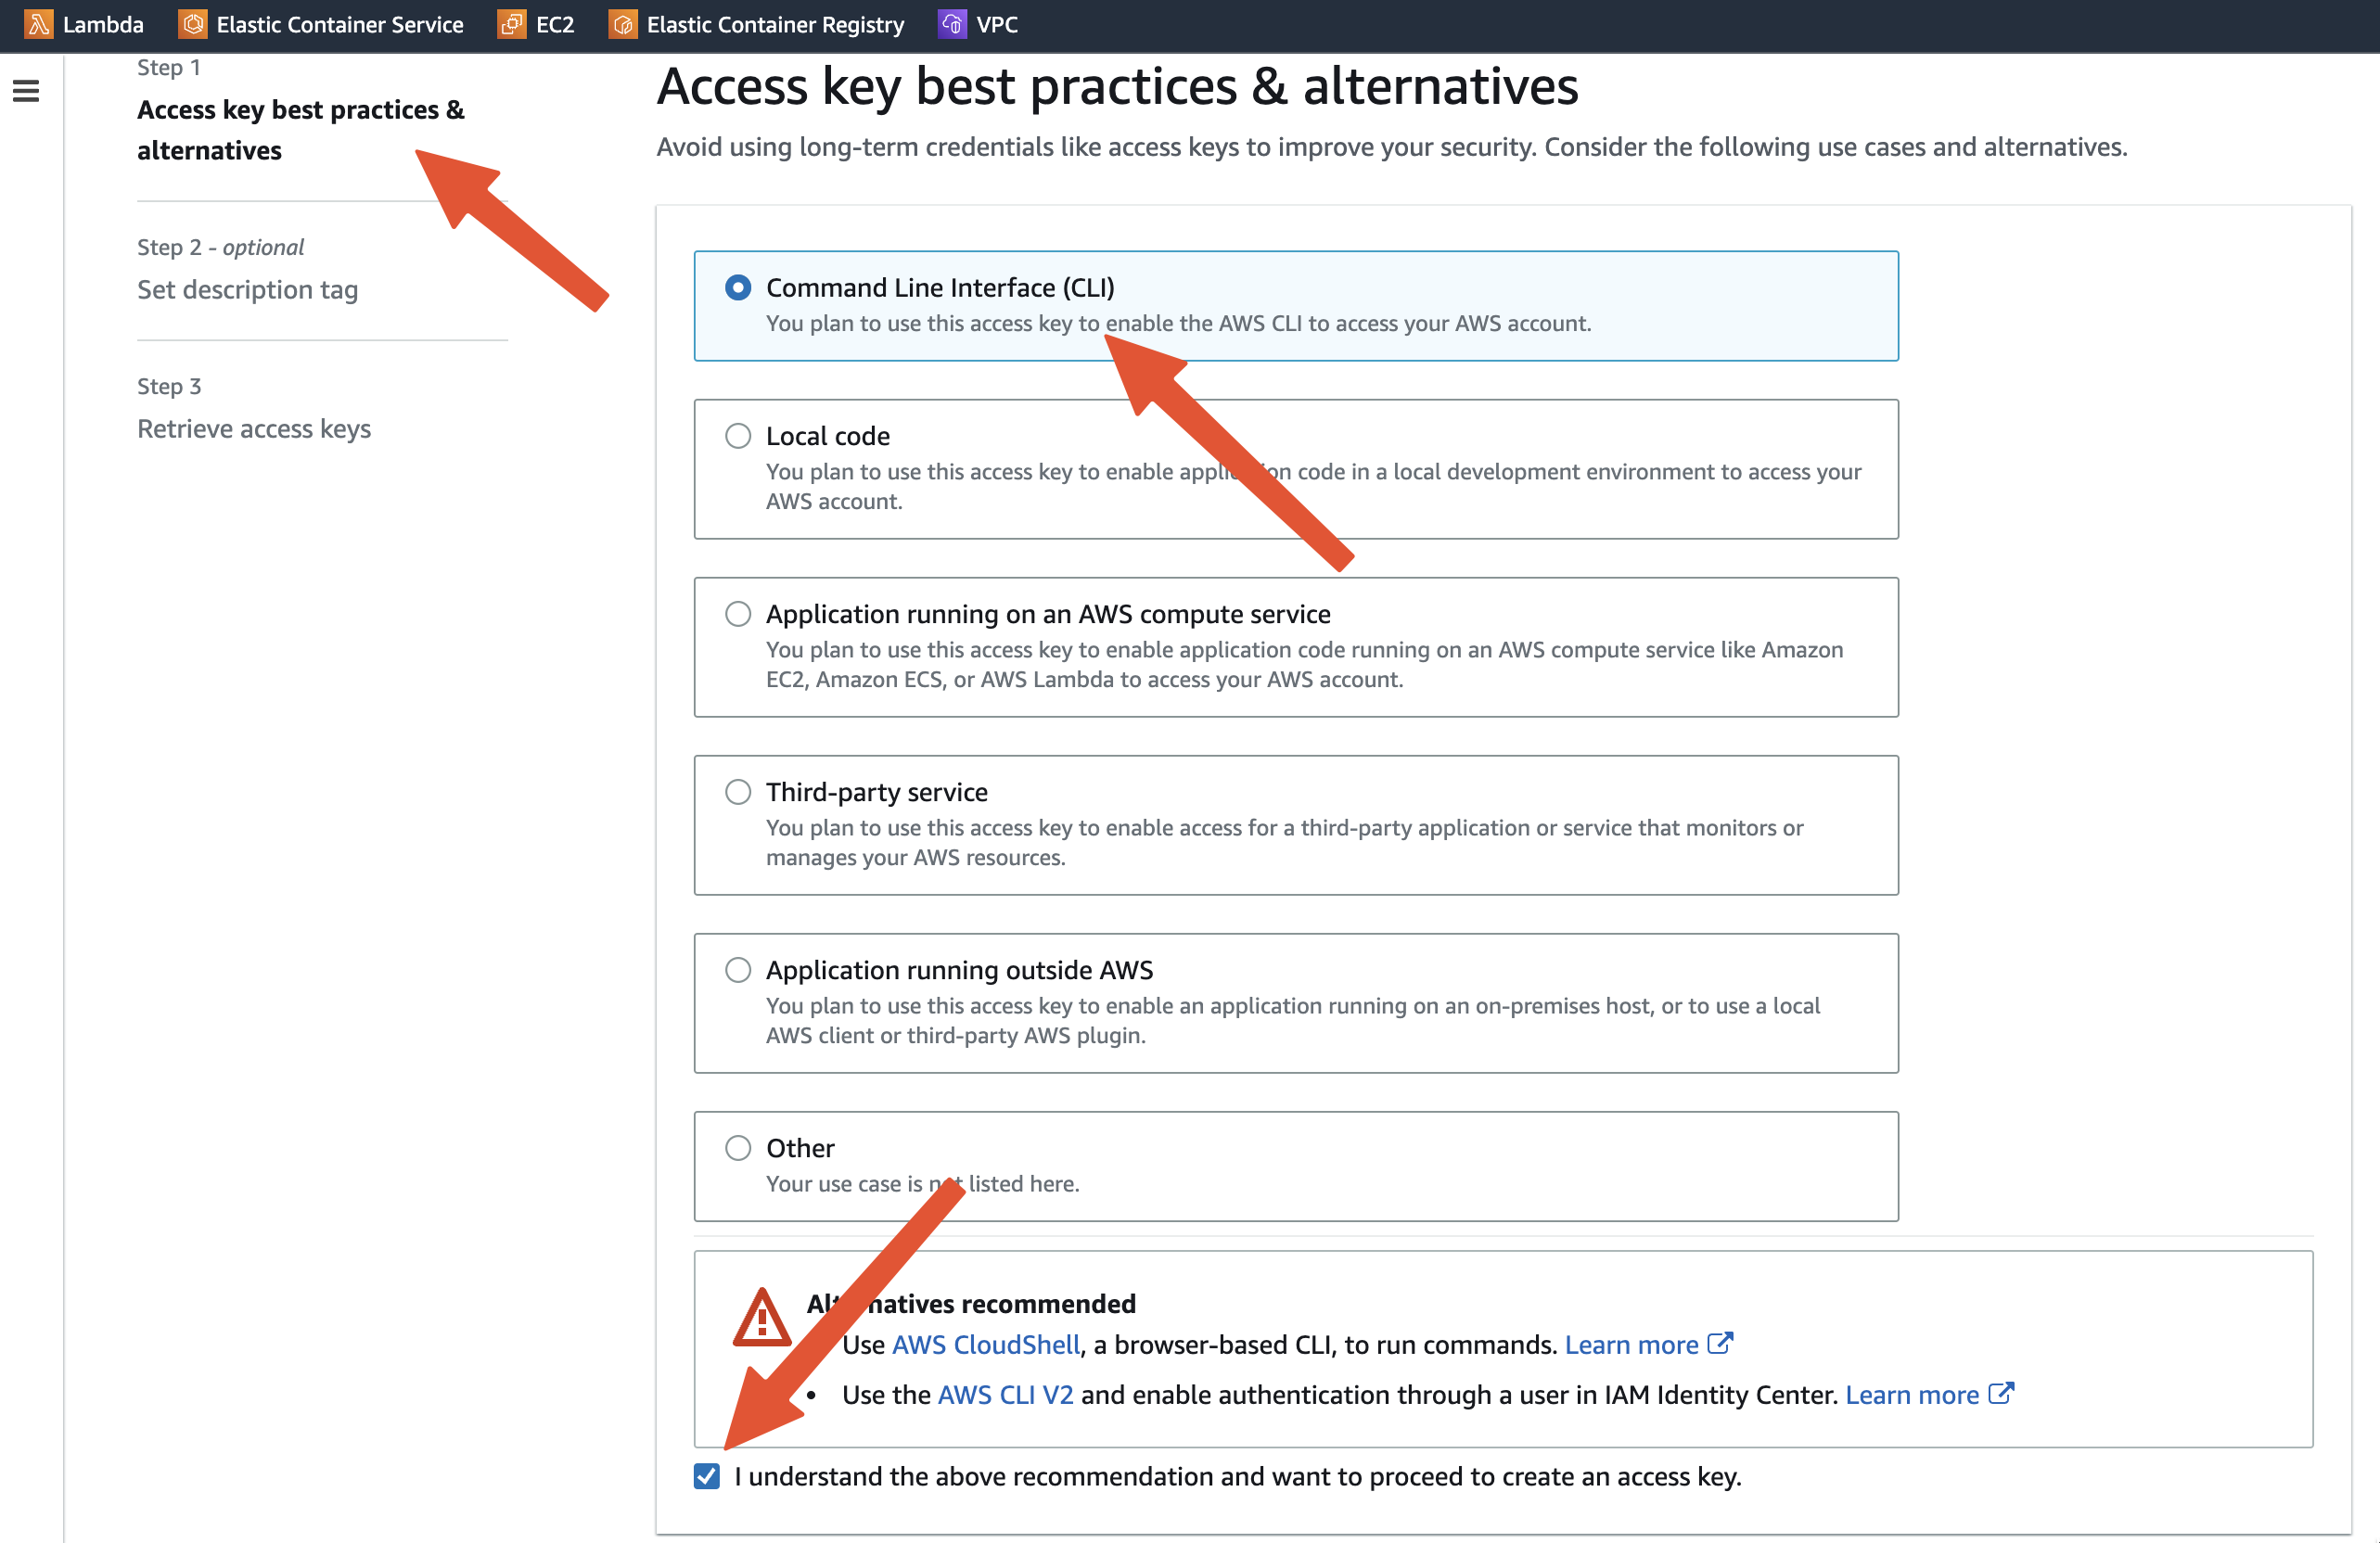 Lambda Elastic Container Service EC2 Elastic Container Registry VPC
Step 1
Access key best practices &
alternatives
Step 2 - optional
Set description tag
Step 3
Retrieve access keys
Access key best practices & alternatives
Avoid using long-term credentials like access keys to improve your security. Consider the following use cases and alternatives.
Command Line Interface (CLI)
You plan to use this access key to enable the AWS CLI to access your AWS account.
Local code
You plan to use this access key to enable application code in a local development environment to access your
AWS account.
Application running on an AWS compute service
You plan to use this access key to enable application code running on an AWS compute service like Amazon
EC2, Amazon ECS, or AWS Lambda to access your AWS account.
Third-party service
You plan to use this access key to enable access for a third-party application or service that monitors or
manages your AWS resources.
Application running outside AWS
You plan to use this access key to enable an application running on an on-premises host, or to use a local
AWS client or third-party AWS plugin.
Other
Your use case is not listed here.
Alternatives recommended
Use AWS CloudShell, a browser-based CLI, to run commands. Learn more
• Use the AWS CLI V2 and enable authentication through a user in IAM Identity Center. Learn more
I understand the above recommendation and want to proceed to create an access key.